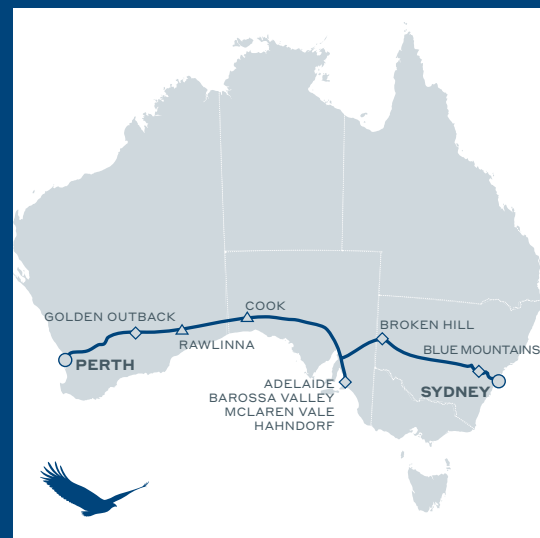 COOK
GOLDEN OUTBACK
BROKEN HILL
RAWLINNA
BLUE MOUNTAINS
PERTH
ADELAIDE
SYDNEY
BAROSSA VALLEY
MCLAREN VALE
HAHNDORF